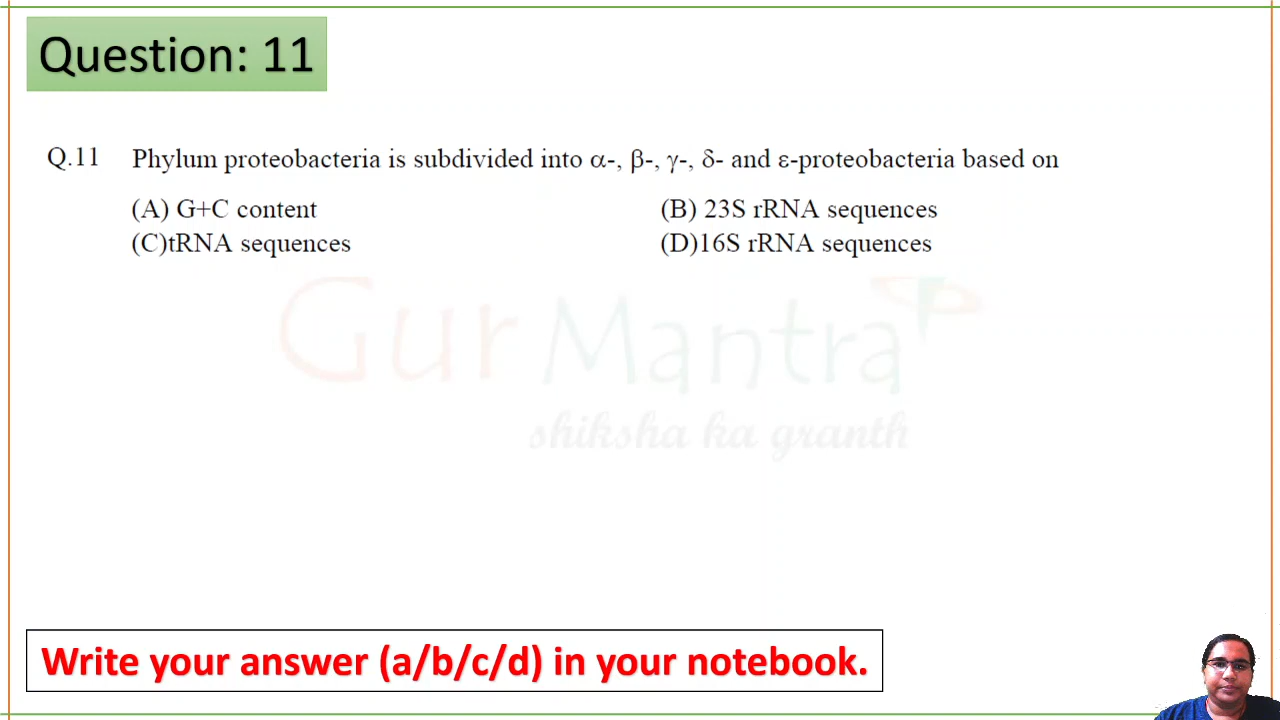 Question: 11
Q.11 Phylum proteobacteria is subdivided into α-, β-, γ-, δ- and ε-proteobacteria based on
(A) G+C content (B) 23S rRNA sequences
(C)tRNA sequences (D)16S rRNA sequences
Gur Mantra
shiksha ka granth
Write your answer (a/b/c/d) in your notebook.